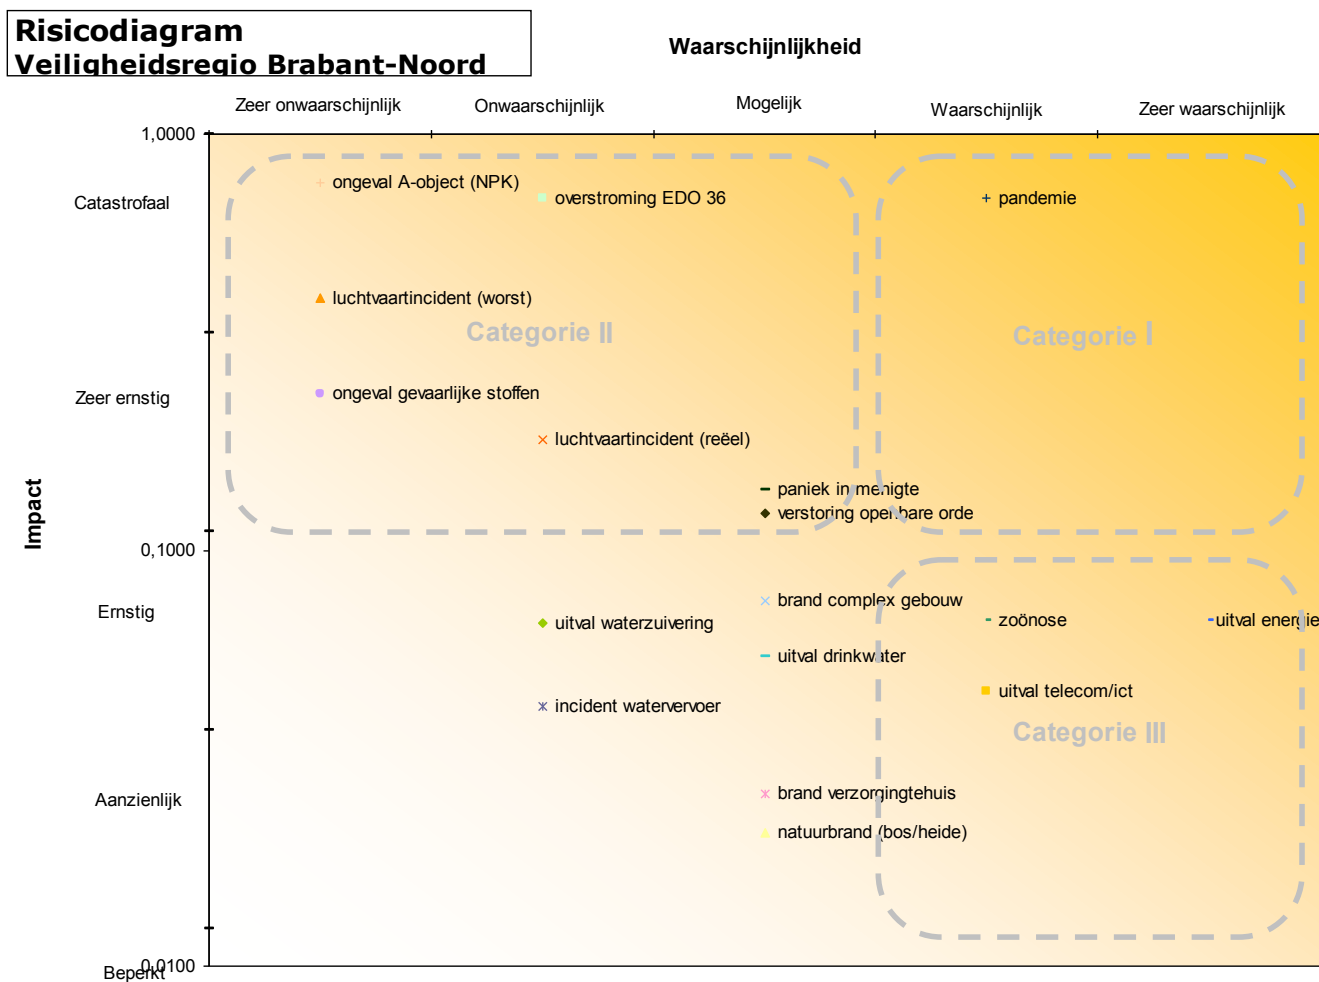 Risicodiagram
Veiligheidsregio Brabant-Noord
Waarschijnlijkheid
Zeer onwaarschijnlijk
Onwaarschijnlijk
Mogelijk
Waarschijnlijk
Zeer waarschijnlijk
1,0000
ongeval A-object (NPK)
Catastrofaal
overstroming EDO 36
pandemie
luchtvaartincident (worst)
Categorie II
Categorie I
Zeer ernstig
ongeval gevaarlijke stoffen
luchtvaartincident (reëel)
Impact
paniek in menigte
verstoring openbare orde
0,1000
Ernstig
brand complex gebouw
uitval waterzuivering
zoönose
uitval energie
uitval drinkwater
uitval telecom/ict
incident watervervoer
Categorie III
Aanzienlijk
brand verzorgingtehuis
natuurbrand (bos/heide)
0,0100
Beperkt